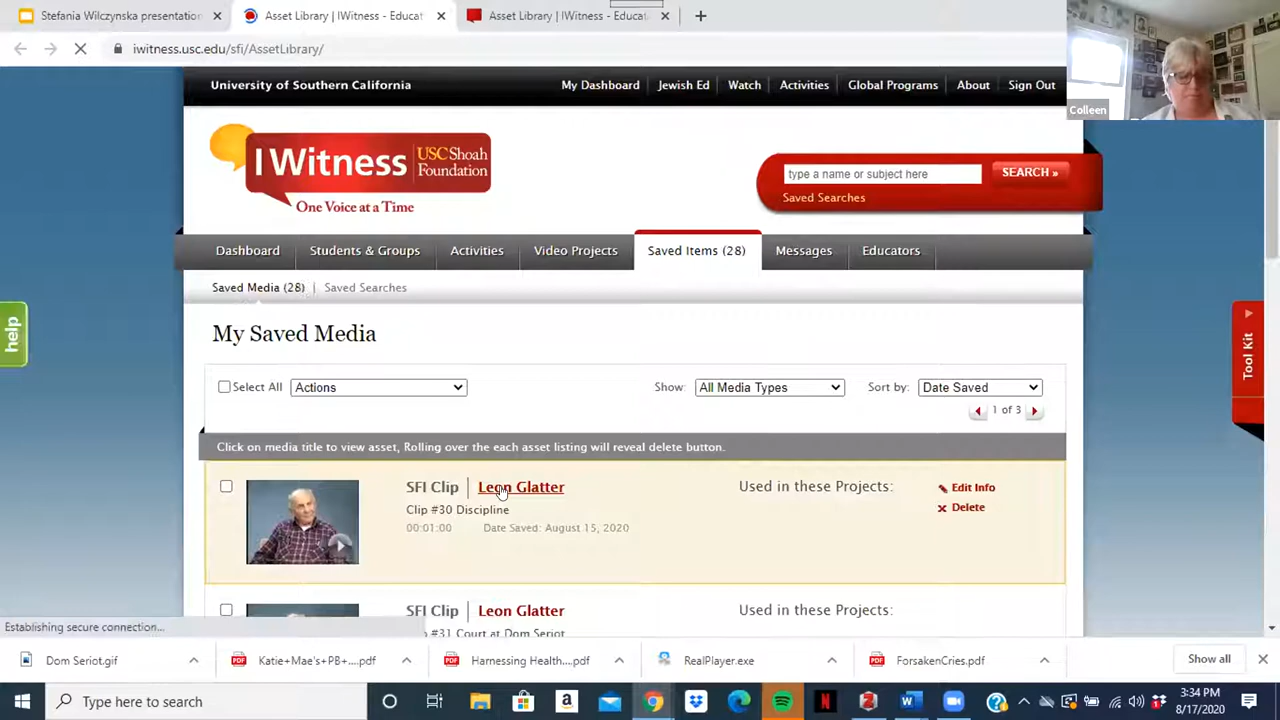 Stefania Wilczynska presentation
Asset Library | IWitness - Educat
Asset Library | IWitness - Educat
iwitness.usc.edu/sfi/AssetLibrary/
Colleen
University of Southern California
My Dashboard
Jewish Ed
Watch
Activities
Global Programs
About
Sign Out
IWitness
USC Shoah
Foundation
One Voice at a Time
type a name or subject here
SEARCH »
Saved Searches
Dashboard
Students & Groups
Activities
Video Projects
Saved Items (28)
Messages
Educators
Saved Media (28) | Saved Searches
help
Tool Kit
My Saved Media
Select All
Actions
Show:
All Media Types
Sort by:
Date Saved
1 of 3
Click on media title to view asset, Rolling over the each asset listing will reveal delete button.
SFI Clip | Leon Glatter
Used in these Projects:
Edit Info
Clip #30 Discipline
Delete
00:01:00
Date Saved: August 15, 2020
SFI Clip | Leon Glatter
Used in these Projects:
#31 Court at Dom Seriot
Establishing secure connection...
Dom Seriot.gif
Katie+Mae's+PB+....pdf
Harnessing Health....pdf
RealPlayer.exe
ForsakenCries.pdf
Show all
Type here to search
3:34 PM
8/17/2020